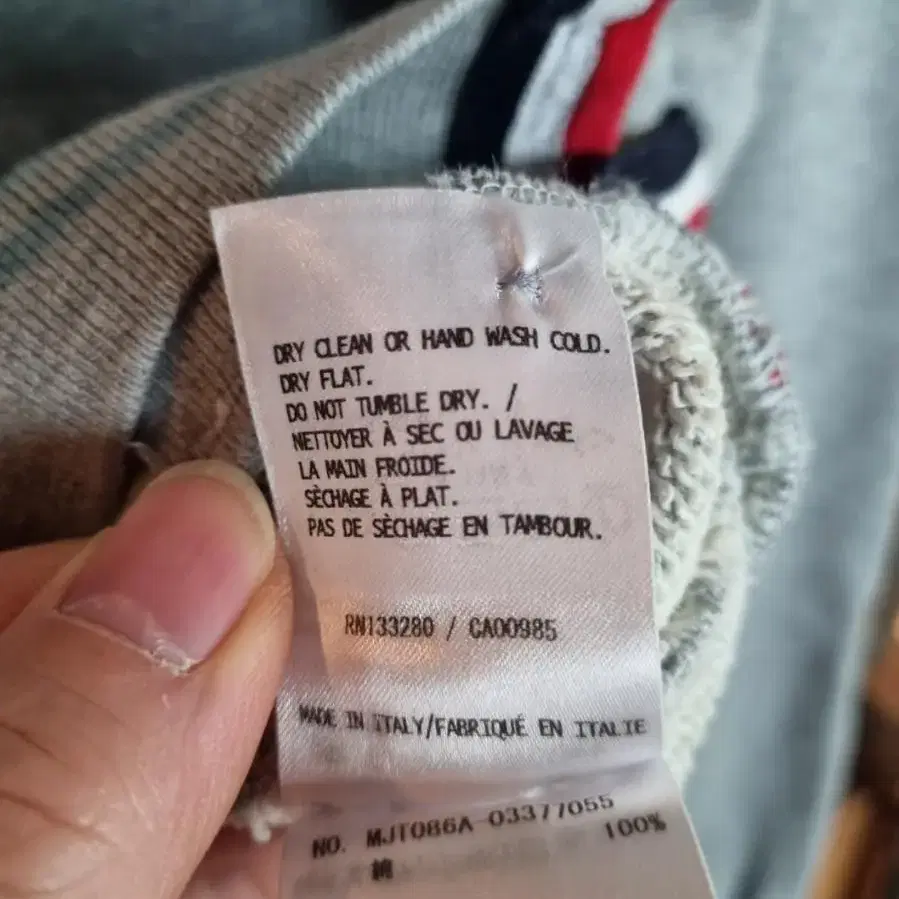 DRY CLEAN OR HAND WASH COLD.
DRY FLAT.
DO NOT TUMBLE DRY. /
NETTOYER À SEC OU LAVAGE
LA MAIN FROIDE.
SÈCHAGE À PLAT.
PAS DE SÈCHAGE EN TAMBOUR.
RN133280 / CA00985
MADE IN ITALY/FABRIQUÉ EN ITALIE
NO. MJT086A-03377055
綿 100%